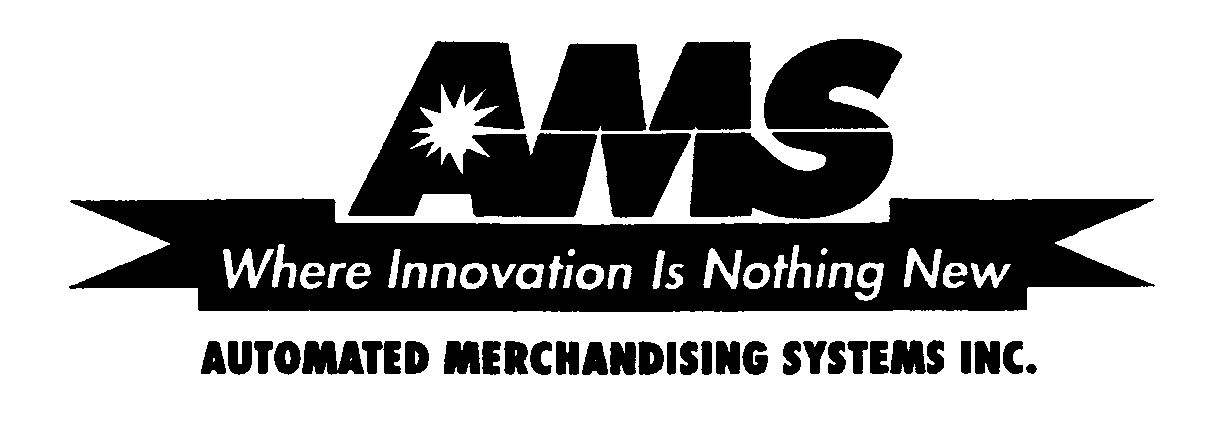 AMS
Where Innovation Is Nothing New
AUTOMATED MERCHANDISING SYSTEMS INC.